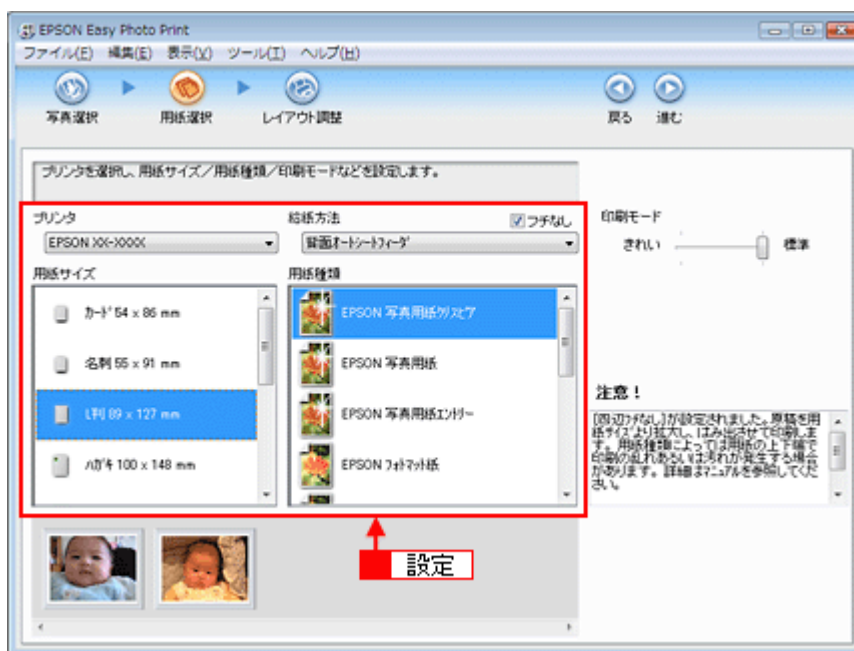 EPSON Easy Photo Print
ファイル(F) 編集(E) 表示(V) ツール(T) ヘルプ(H)
写真選択 用紙選択 レイアウト調整 戻る 進む
プリンタを選択し、用紙サイズ／用紙種類／印刷モードなどを設定します。
プリンタ 給紙方法 フチなし 印刷モード
EPSON XX-XXXX 背面オートシートフィーダ きれい 標準
用紙サイズ 用紙種類
カード 54 x 86 mm EPSON 写真用紙クリスピア
名刺 55 x 91 mm EPSON 写真用紙
L判 89 x 127 mm EPSON 写真用紙エントリー
ハガキ 100 x 148 mm EPSON フォトマット紙
注意！
[四辺フチなし]が設定されました。原稿を用
紙サイズより拡大し、はみ出させて印刷しま
す。用紙種類によっては用紙の上下端で
印刷の乱れあるいは汚れが発生する場合
があります。詳細はマニュアルを参照してくだ
さい。
設定